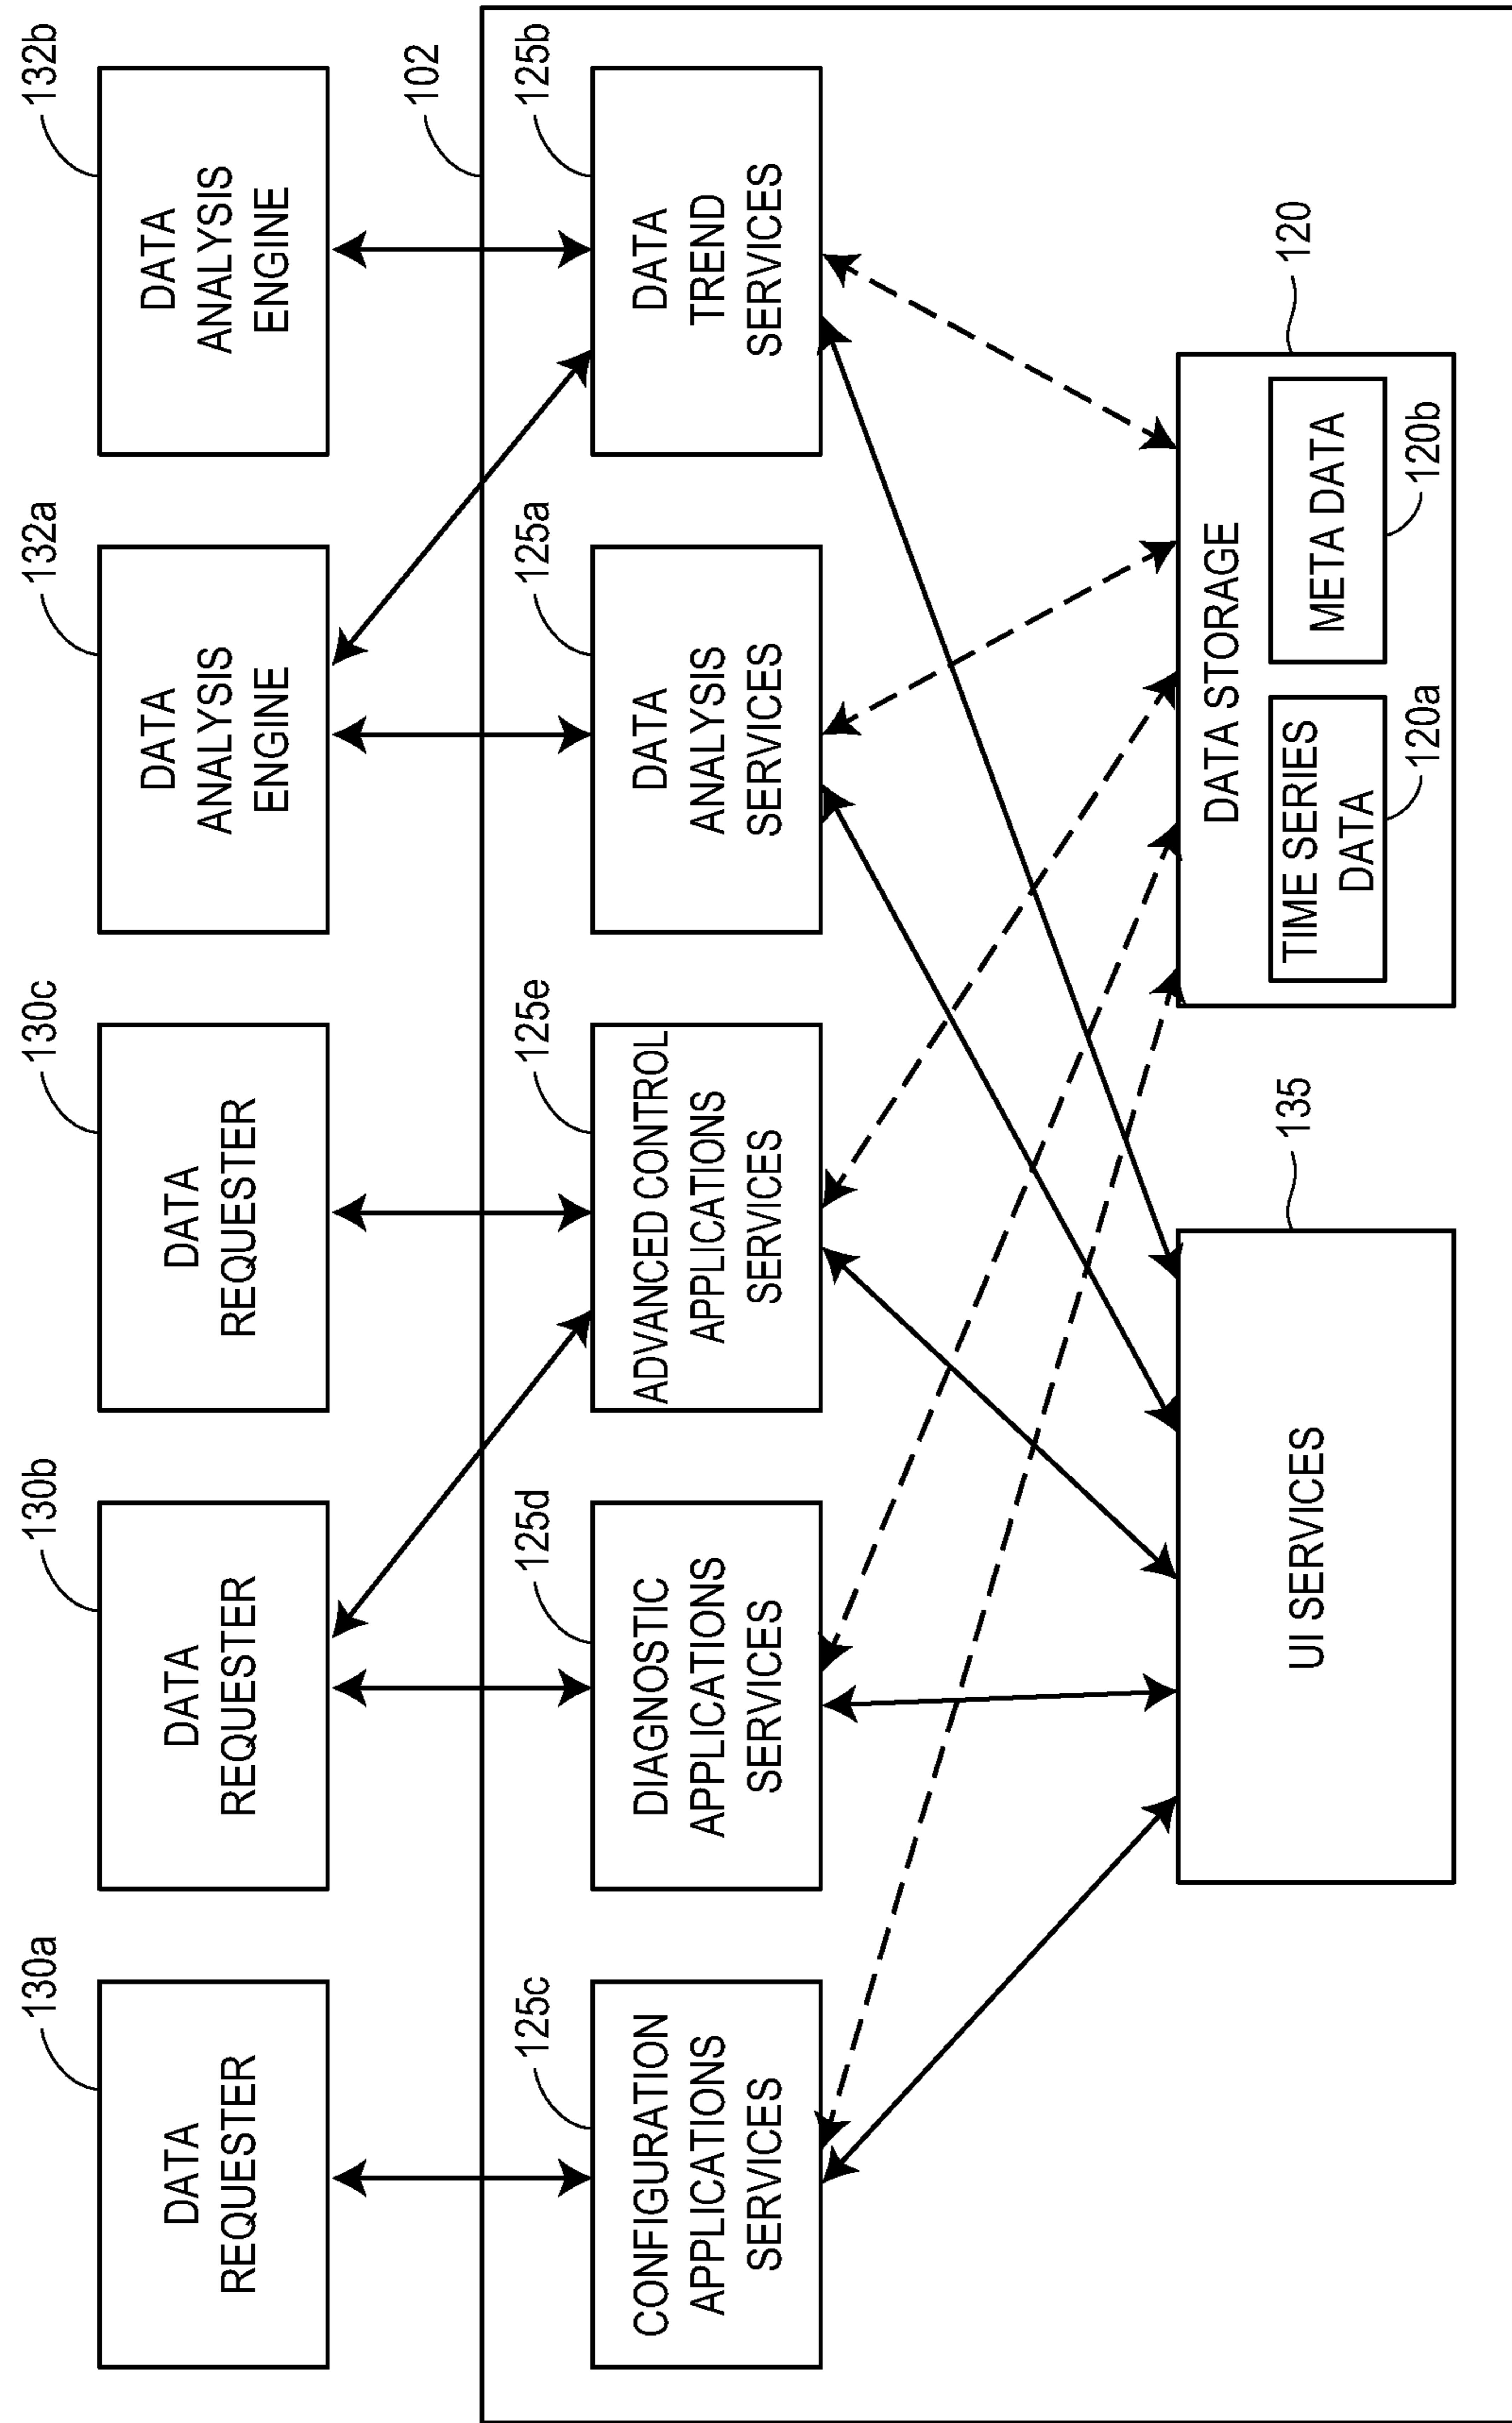 130a
130b
130c
132a
132b
DATA
REQUESTER
DATA
REQUESTER
DATA
REQUESTER
DATA
ANALYSIS
ENGINE
DATA
ANALYSIS
ENGINE
102
125c
125d
125e
125a
125b
CONFIGURATION
APPLICATIONS
SERVICES
DIAGNOSTIC
APPLICATIONS
SERVICES
ADVANCED CONTROL
APPLICATIONS
SERVICES
DATA
ANALYSIS
SERVICES
DATA
TREND
SERVICES
135
120
UI SERVICES
DATA STORAGE
TIME SERIES
DATA
META DATA
120a
120b